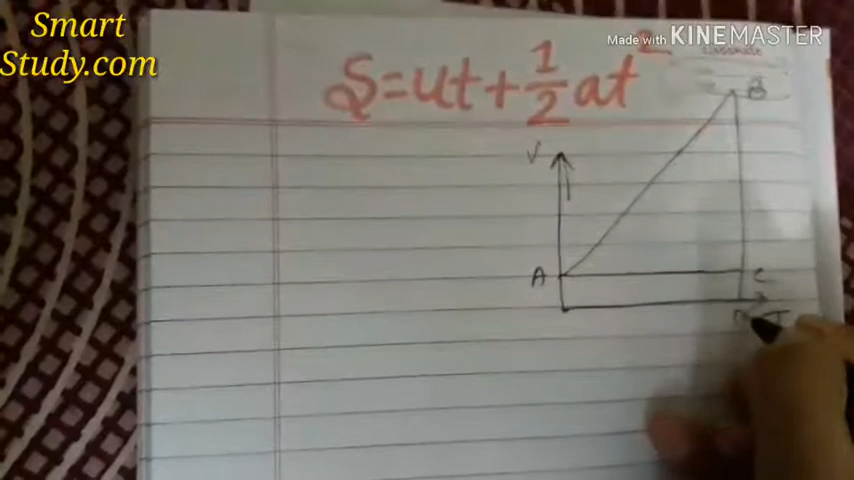 Smart
Study.com
Made with KINEMASTER
S=ut+½at²
B
V
A
C